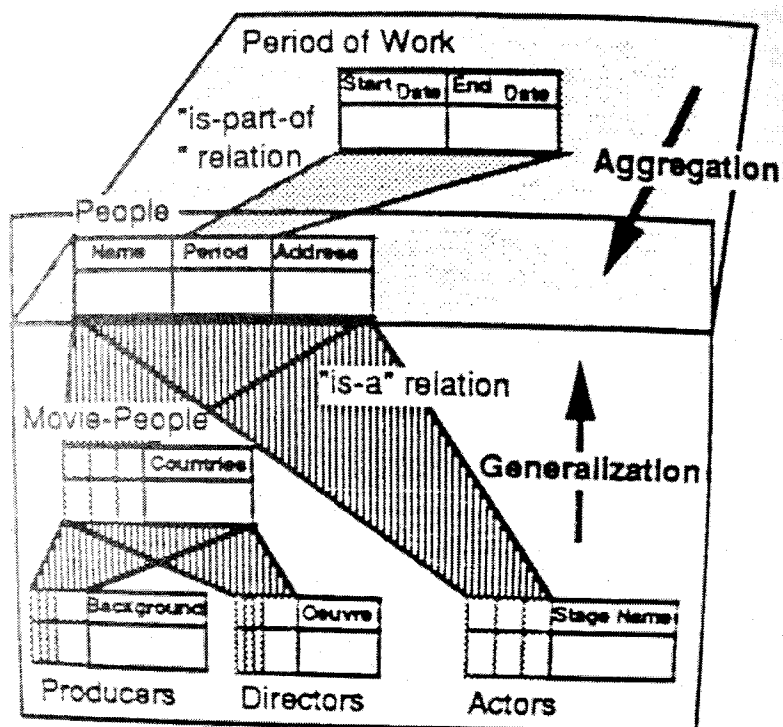 Period of Work
Start Date End Date
"is-part-of
" relation
Aggregation
People
Name Period Address
"is-a" relation
Movie-People
Countries
Generalization
Background
Oeuvre
Stage Name
Producers
Directors
Actors